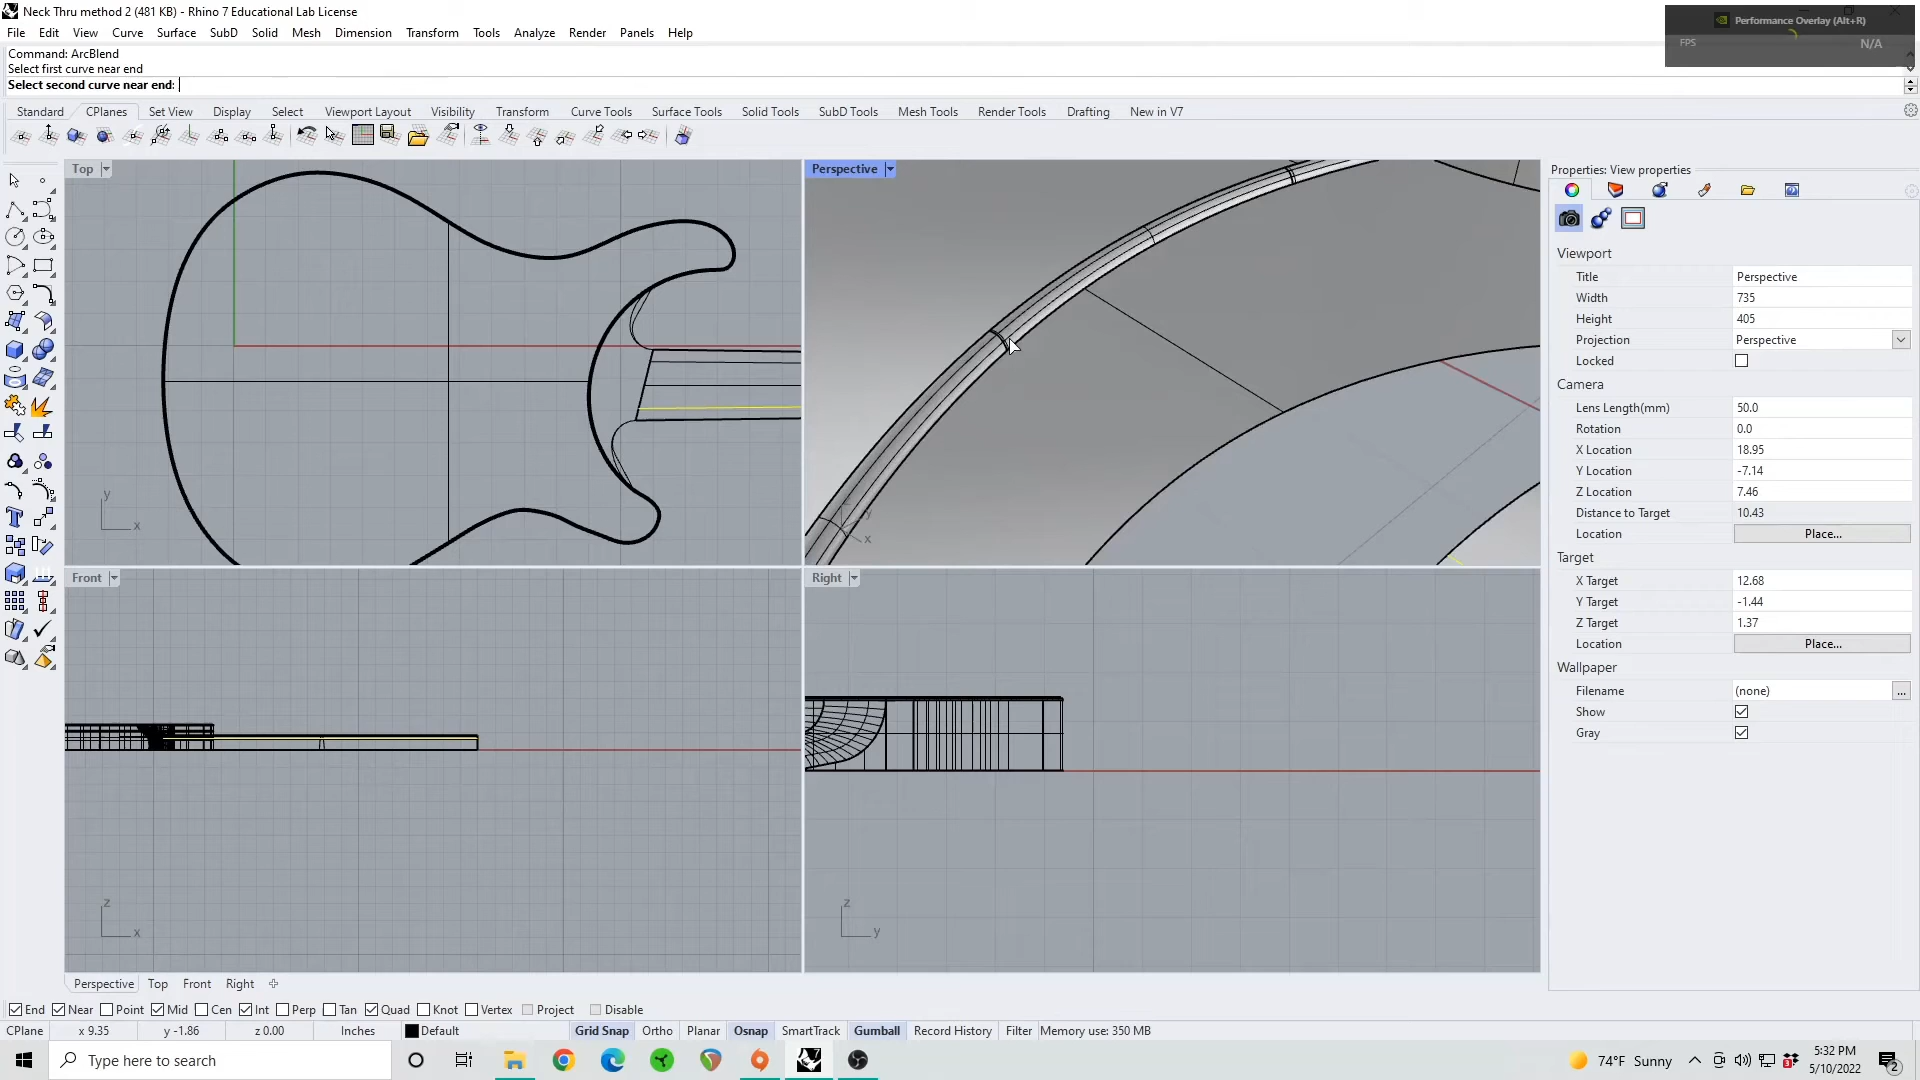 Neck Thru method 2 (481 KB) - Rhino 7 Educational Lab License
Performance Overlay (Alt+R)
FPS N/A
File Edit View Curve Surface SubD Solid Mesh Dimension Transform Tools Analyze Render Panels Help
Command: ArcBlend
Select first curve near end
Select second curve near end:
Standard CPlanes Set View Display Select Viewport Layout Visibility Transform Curve Tools Surface Tools Solid Tools SubD Tools Mesh Tools Render Tools Drafting New in V7
Top
Perspective
y
x
z
y
x
Front
Right
z
x
z
y
Properties: View properties
Viewport
Title Perspective
Width 735
Height 405
Projection Perspective
Locked
Camera
Lens Length(mm) 50.0
Rotation 0.0
X Location 18.95
Y Location -7.14
Z Location 7.46
Distance to Target 10.43
Location Place...
Target
X Target 12.68
Y Target -1.44
Z Target 1.37
Location Place...
Wallpaper
Filename (none) ...
Show
Gray
Perspective Top Front Right
End Near Point Mid Cen Int Perp Tan Quad Knot Vertex Project Disable
CPlane x 9.35 y -1.86 z 0.00 Inches Default Grid Snap Ortho Planar Osnap SmartTrack Gumball Record History Filter Memory use: 350 MB
Type here to search
74°F Sunny
5:32 PM
5/10/2022
2